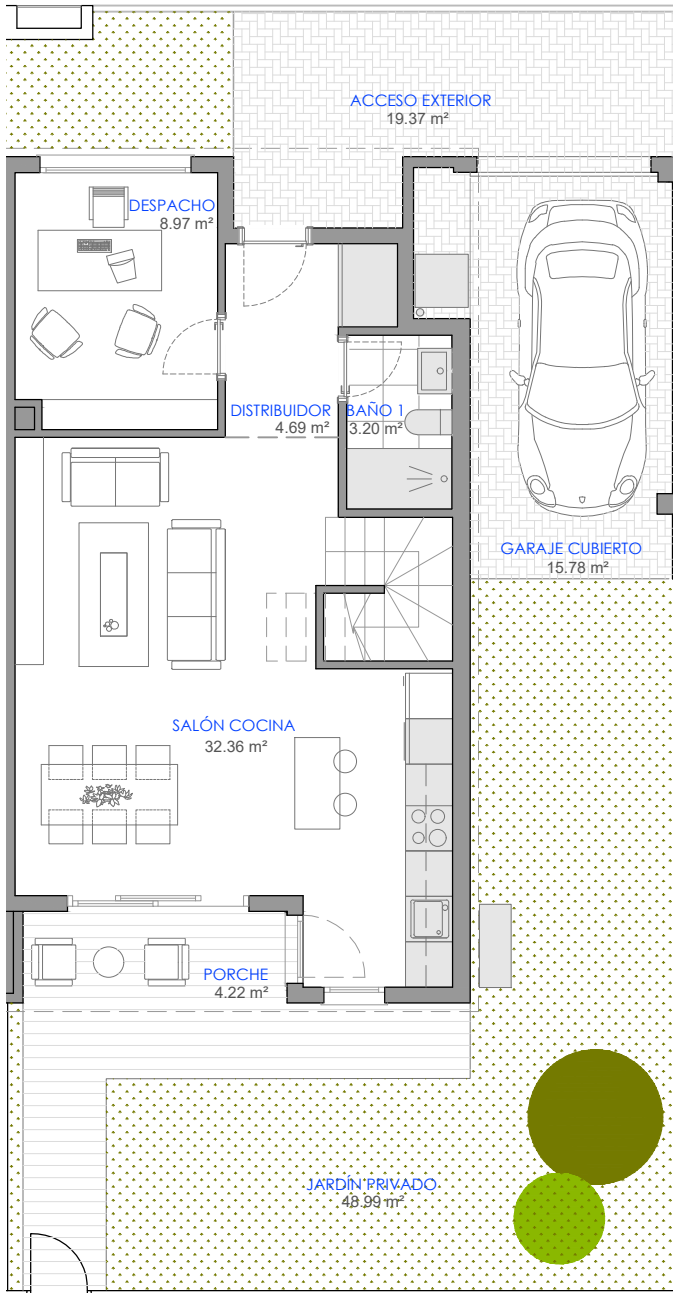 ACCESO EXTERIOR
19.37 m²
DESPACHO
8.97 m²
DISTRIBUIDOR
4.69 m²
BAÑO 1
3.20 m²
GARAJE CUBIERTO
15.78 m²
SALÓN COCINA
32.36 m²
PORCHE
4.22 m²
JARDÍN PRIVADO
48.99 m²